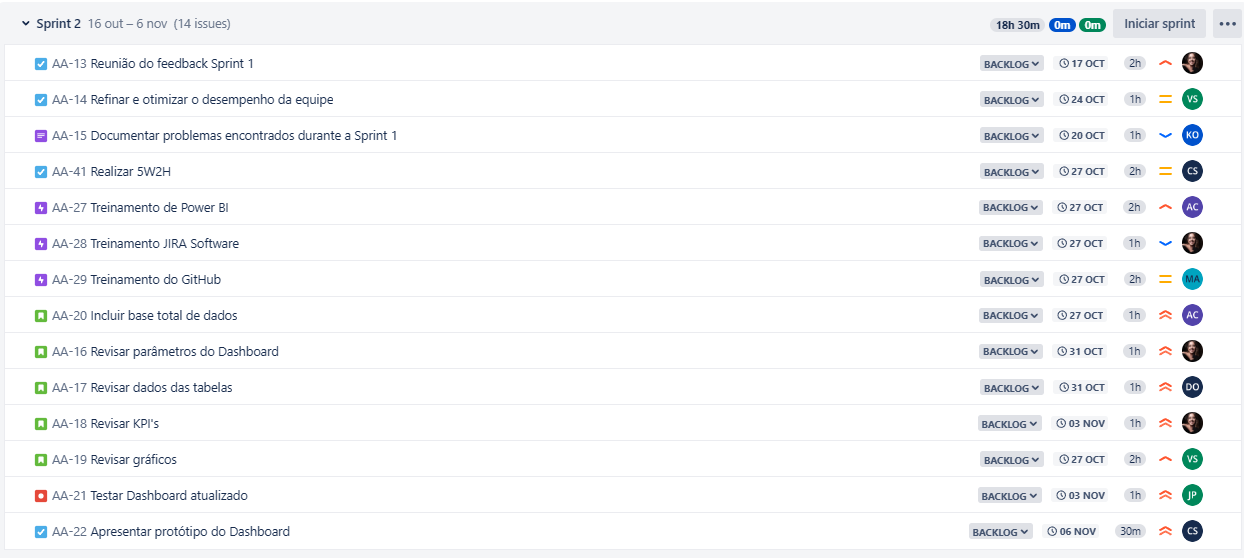 Sprint 2 16 out – 6 nov (14 issues) 18h 30m 0m 0m Iniciar sprint
AA-13 Reunião do feedback Sprint 1 BACKLOG 17 OCT 2h
AA-14 Refinar e otimizar o desempenho da equipe BACKLOG 24 OCT 1h VS
AA-15 Documentar problemas encontrados durante a Sprint 1 BACKLOG 20 OCT 1h KO
AA-41 Realizar 5W2H BACKLOG 27 OCT 2h CS
AA-27 Treinamento de Power BI BACKLOG 27 OCT 2h AC
AA-28 Treinamento JIRA Software BACKLOG 27 OCT 1h
AA-29 Treinamento do GitHub BACKLOG 27 OCT 2h MA
AA-20 Incluir base total de dados BACKLOG 27 OCT 1h AC
AA-16 Revisar parâmetros do Dashboard BACKLOG 31 OCT 1h
AA-17 Revisar dados das tabelas BACKLOG 31 OCT 1h DO
AA-18 Revisar KPI's BACKLOG 03 NOV 1h
AA-19 Revisar gráficos BACKLOG 27 OCT 2h VS
AA-21 Testar Dashboard atualizado BACKLOG 03 NOV 1h JP
AA-22 Apresentar protótipo do Dashboard BACKLOG 06 NOV 30m CS